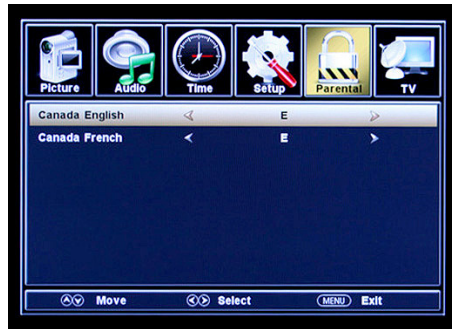 Picture Audio Time Setup Parental TV
Canada English E
Canada French E
Move Select MENU Exit